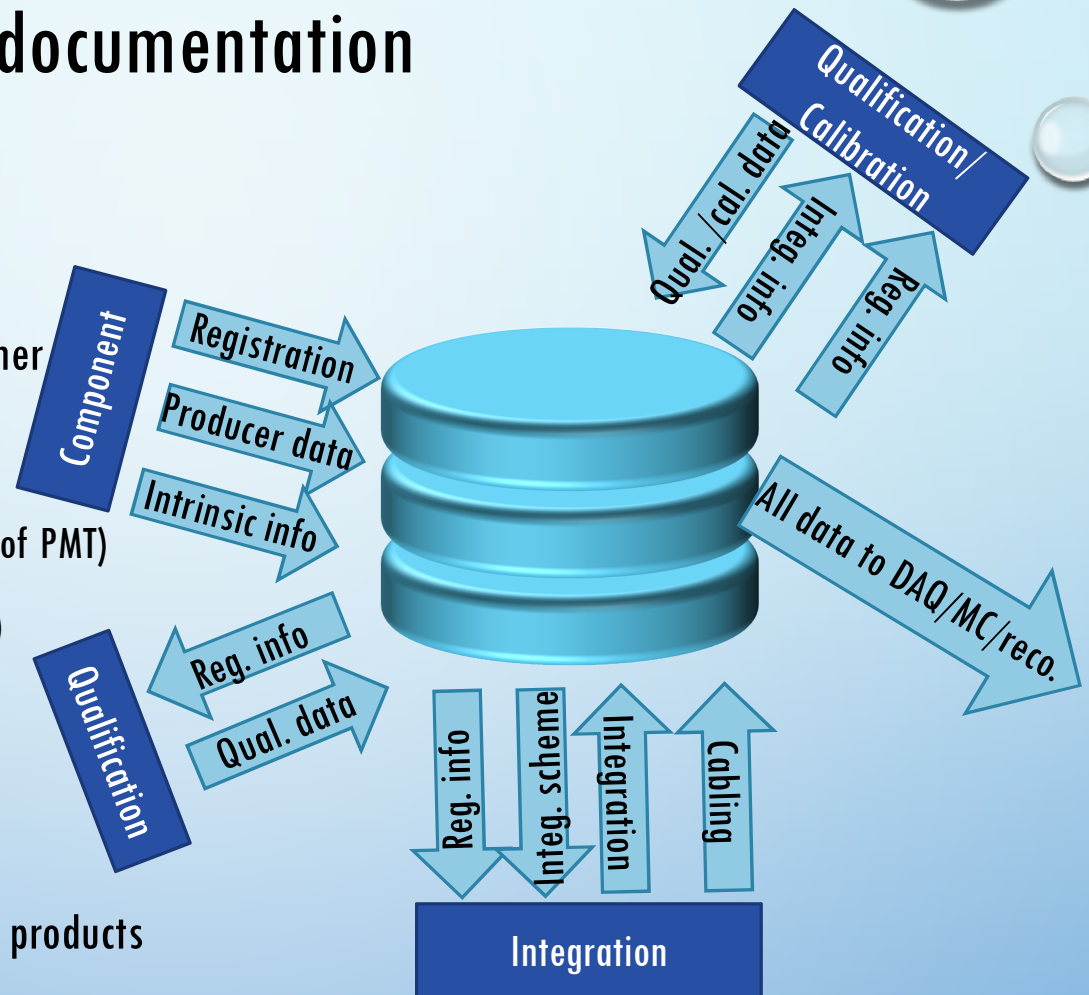 documentation
Qualification/
Calibration
Qual. /cal. data
Integ. info
Reg. info
ner
Component
Registration
Producer data
Intrinsic info
of PMT)
)
All data to DAQ/MC/reco.
Qualification
Reg. info
Qual. data
Reg. info
Integ. scheme
Integration
Cabling
products
Integration